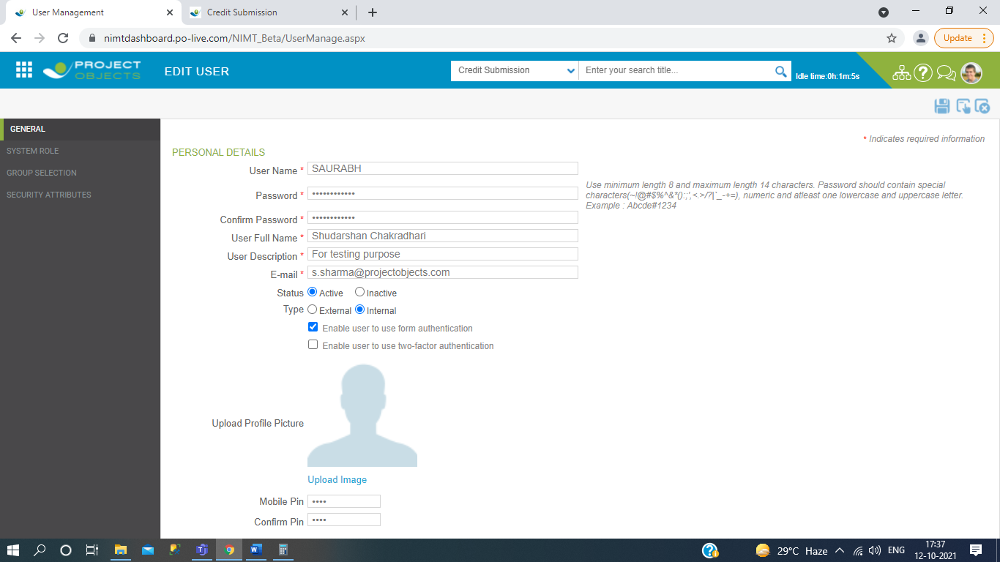 User Management
Credit Submission
nimtdashboard.po-live.com/NIMT_Beta/UserManage.aspx
Update
PROJECT
OBJECTS
EDIT USER
Credit Submission
Enter your search title...
Idle time:0h:1m:5s
GENERAL
SYSTEM ROLE
GROUP SELECTION
SECURITY ATTRIBUTES
* Indicates required information
PERSONAL DETAILS
User Name * SAURABH
Password * ••••••••••••
Use minimum length 8 and maximum length 14 characters. Password should contain special
characters(~!@#$%^&*():;',<.>/?|`_-+=), numeric and atleast one lowercase and uppercase letter.
Example : Abcde#1234
Confirm Password * ••••••••••••
User Full Name * Shudarshan Chakradhari
User Description * For testing purpose
E-mail * s.sharma@projectobjects.com
Status Active Inactive
Type External Internal
Enable user to use form authentication
Enable user to use two-factor authentication
Upload Profile Picture
Upload Image
Mobile Pin ••••
Confirm Pin ••••
29°C Haze
ENG
17:37
12-10-2021